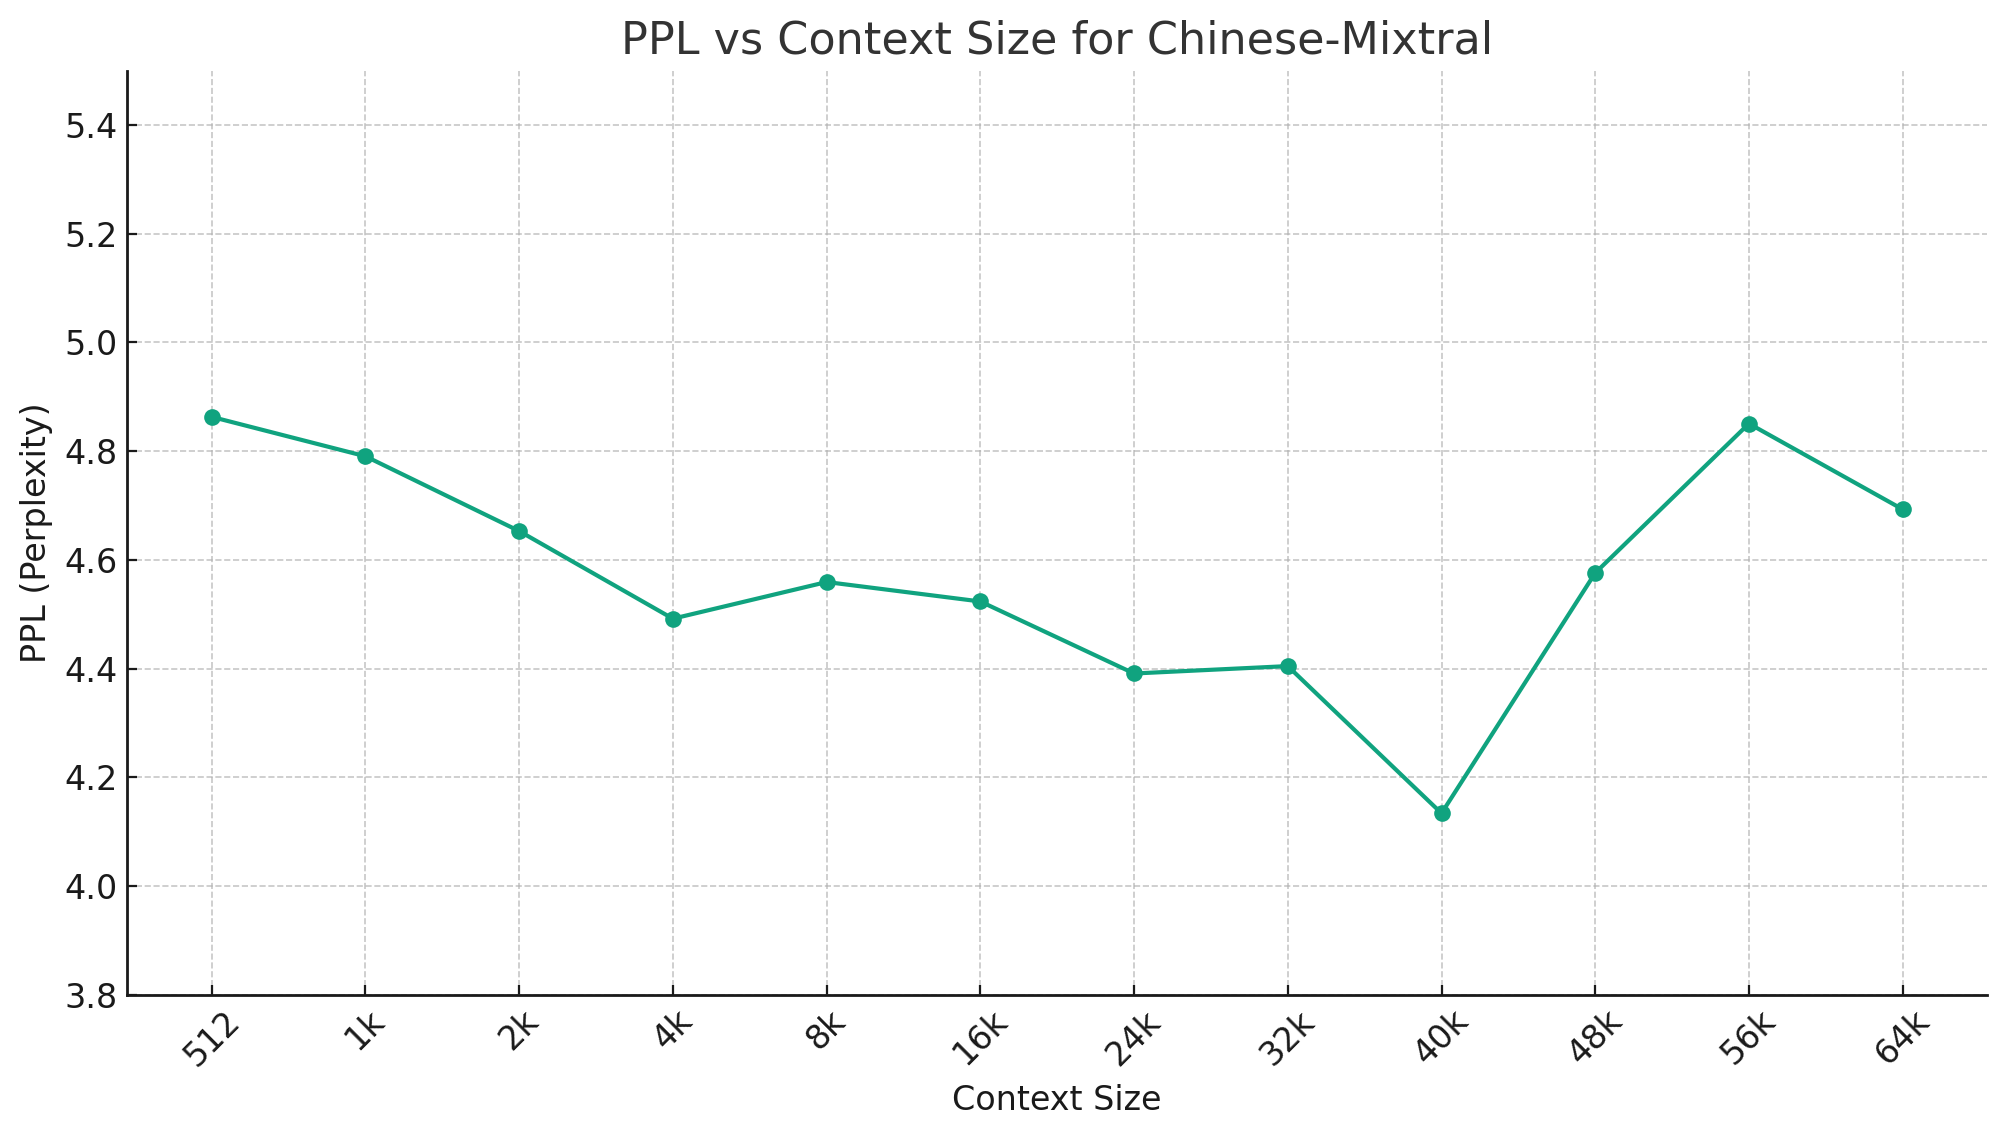 PPL vs Context Size for Chinese-Mixtral
PPL (Perplexity)
5.4
5.2
5.0
4.8
4.6
4.4
4.2
4.0
3.8
512 1k 2k 4k 8k 16k 24k 32k 40k 48k 56k 64k
Context Size